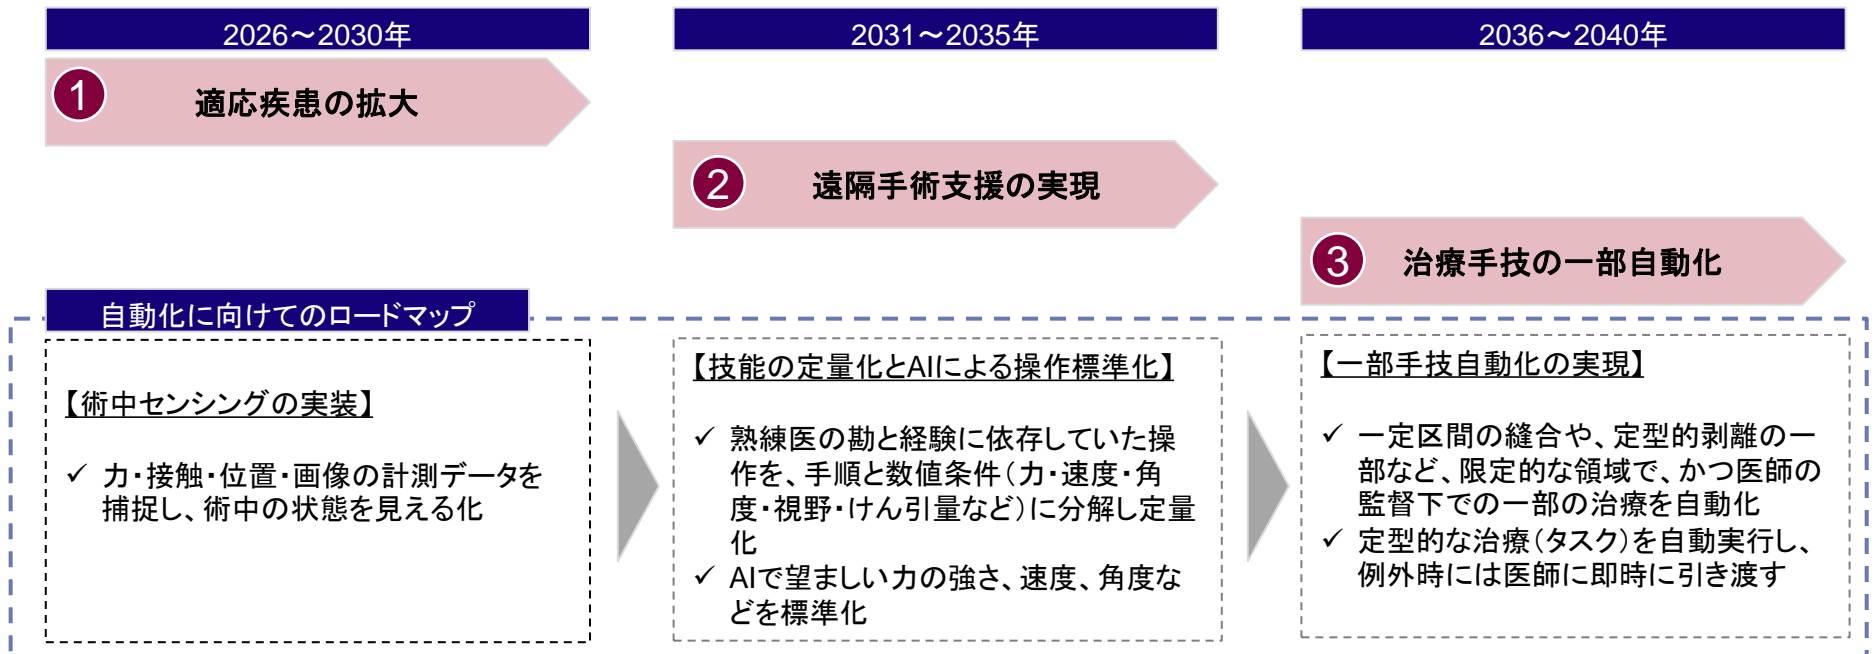 2026～2030年
2031～2035年
2036～2040年
1
適応疾患の拡大
2
遠隔手術支援の実現
3
治療手技の一部自動化
自動化に向けてのロードマップ
【術中センシングの実装】
✓ 力・接触・位置・画像の計測データを
捕捉し、術中の状態を見える化
【技能の定量化とAIによる操作標準化】
✓ 熟練医の勘と経験に依存していた操
作を、手順と数値条件（力・速度・角
度・視野・けん引量など）に分解し定量
化
✓ AIで望ましい力の強さ、速度、角度な
どを標準化
【一部手技自動化の実現】
✓ 一定区間の縫合や、定型的剥離の一
部など、限定的な領域で、かつ医師の
監督下での一部の治療を自動化
✓ 定型的な治療（タスク）を自動実行し、
例外時には医師に即時に引き渡す